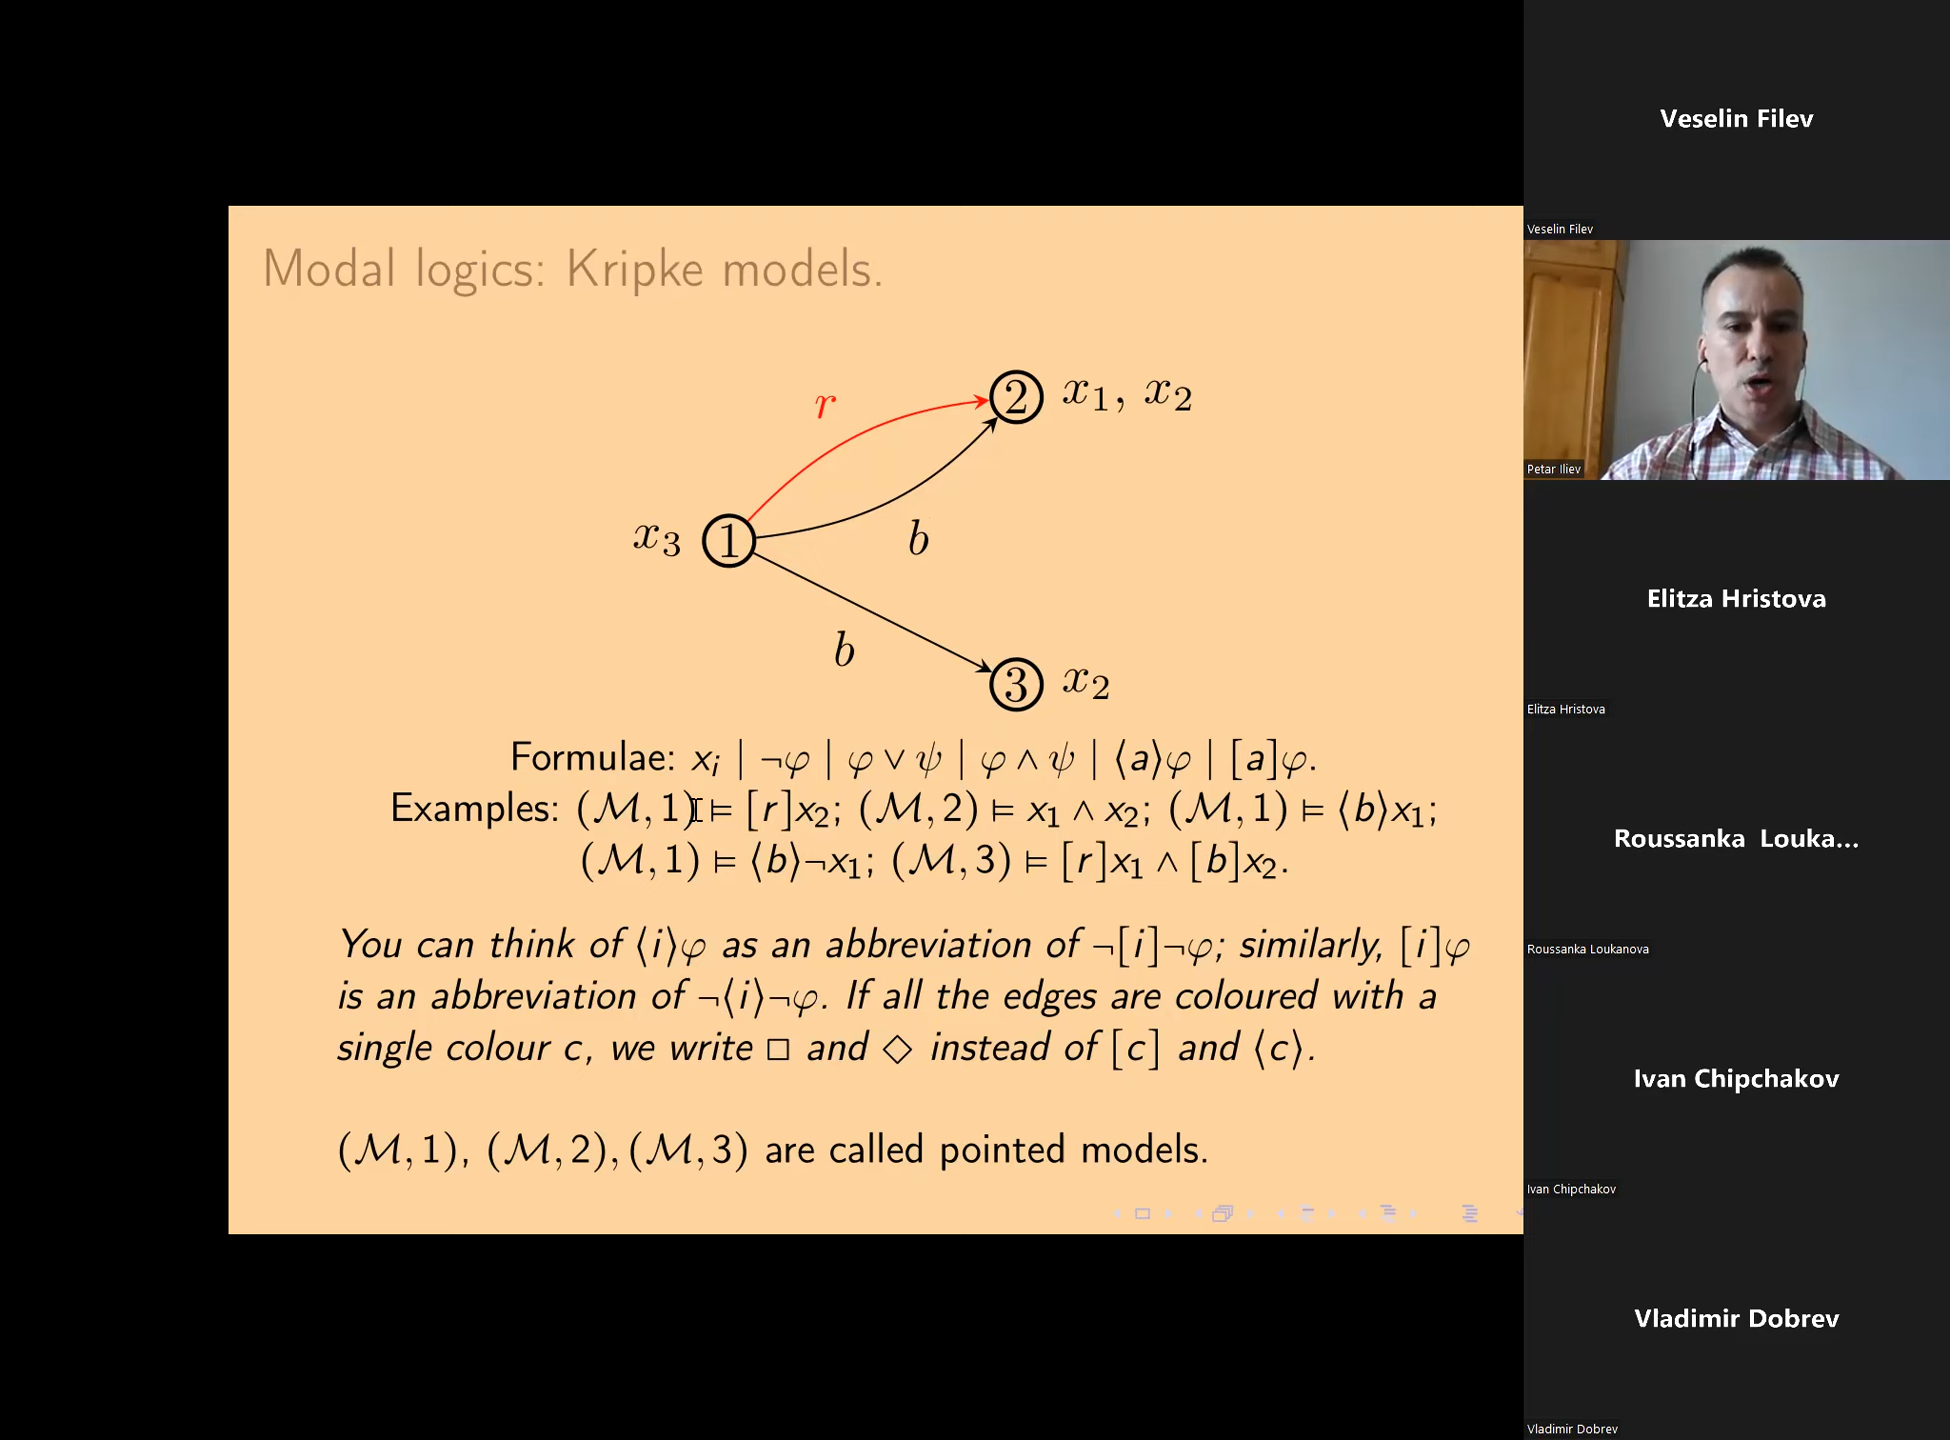 Modal logics: Kripke models.
r
2 x₁, x₂
x₃ 1
b
b
3 x₂
Formulae: xᵢ | ¬φ | φ ∨ ψ | φ ∧ ψ | ⟨a⟩φ | [a]φ.
Examples: (ℳ, 1) ⊨ [r]x₂; (ℳ, 2) ⊨ x₁ ∧ x₂; (ℳ, 1) ⊨ ⟨b⟩x₁;
(ℳ, 1) ⊨ ⟨b⟩¬x₁; (ℳ, 3) ⊨ [r]x₁ ∧ [b]x₂.
You can think of ⟨i⟩φ as an abbreviation of ¬[i]¬φ; similarly, [i]φ
is an abbreviation of ¬⟨i⟩¬φ. If all the edges are coloured with a
single colour c, we write □ and ◇ instead of [c] and ⟨c⟩.
(ℳ, 1), (ℳ, 2), (ℳ, 3) are called pointed models.
Veselin Filev
Veselin Filev
Petar Iliev
Elitza Hristova
Elitza Hristova
Roussanka Louka...
Roussanka Loukanova
Ivan Chipchakov
Ivan Chipchakov
Vladimir Dobrev
Vladimir Dobrev